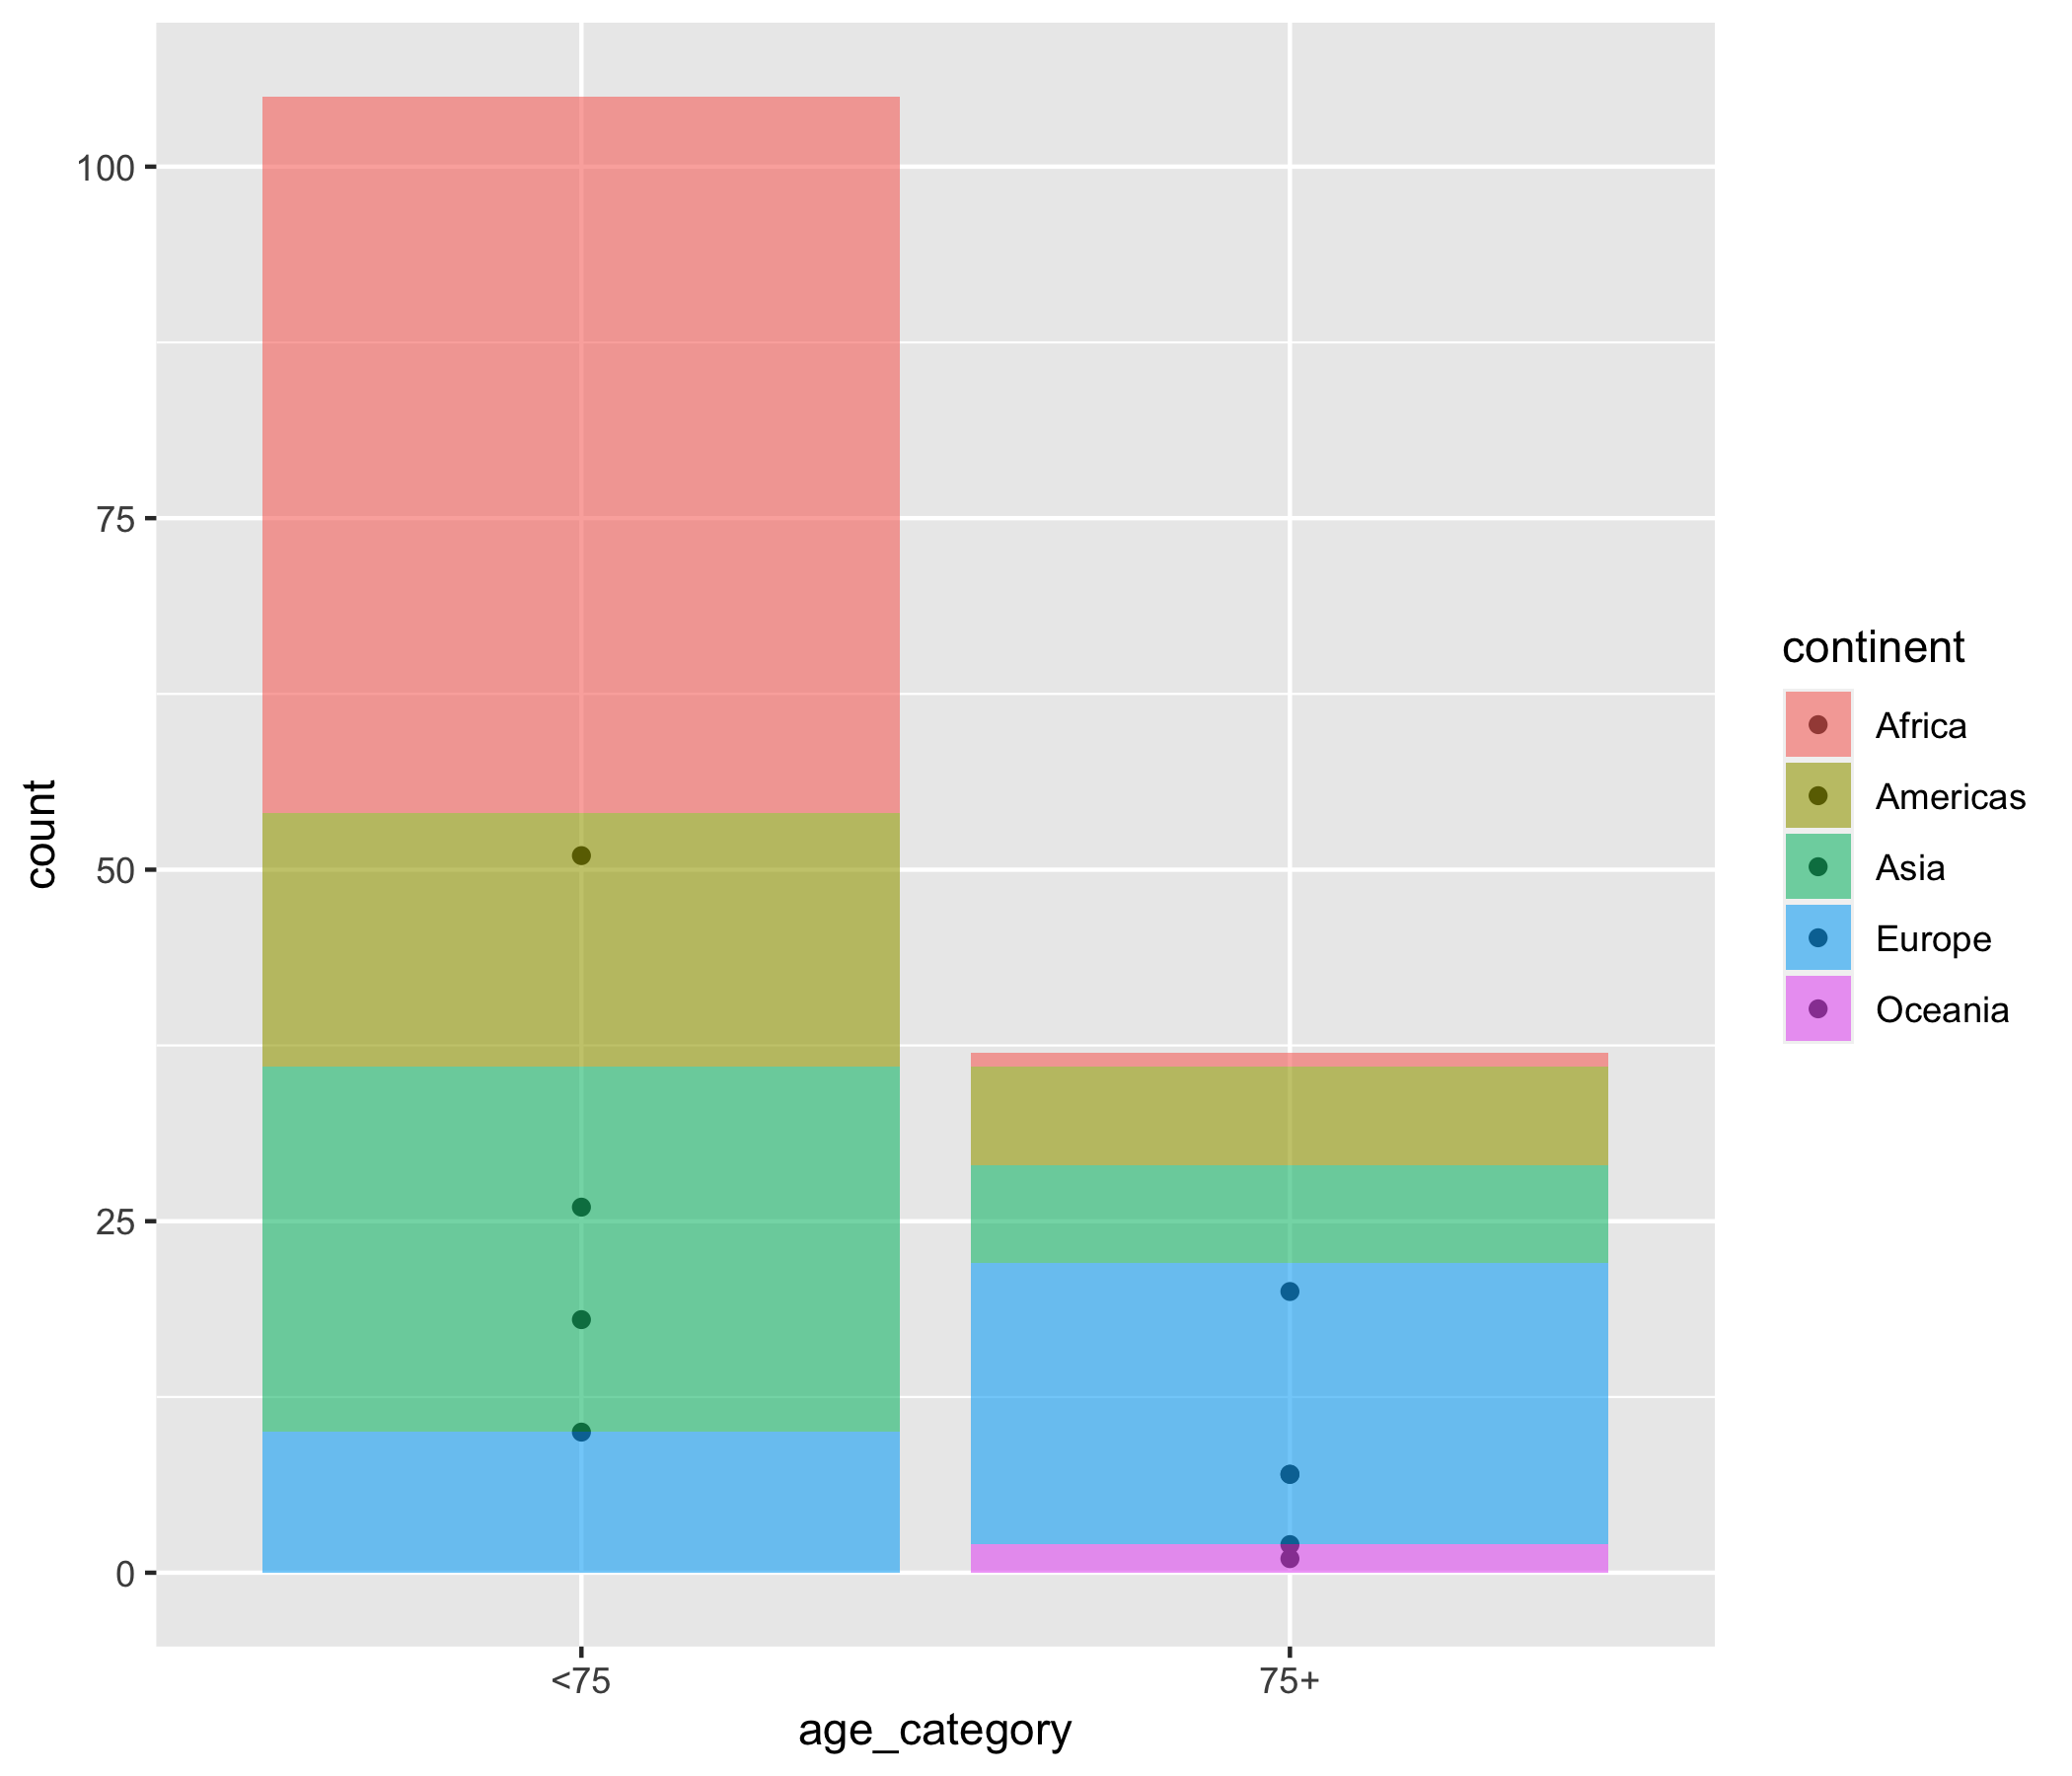 count
100
75
50
25
0
<75
75+
age_category
continent
Africa
Americas
Asia
Europe
Oceania